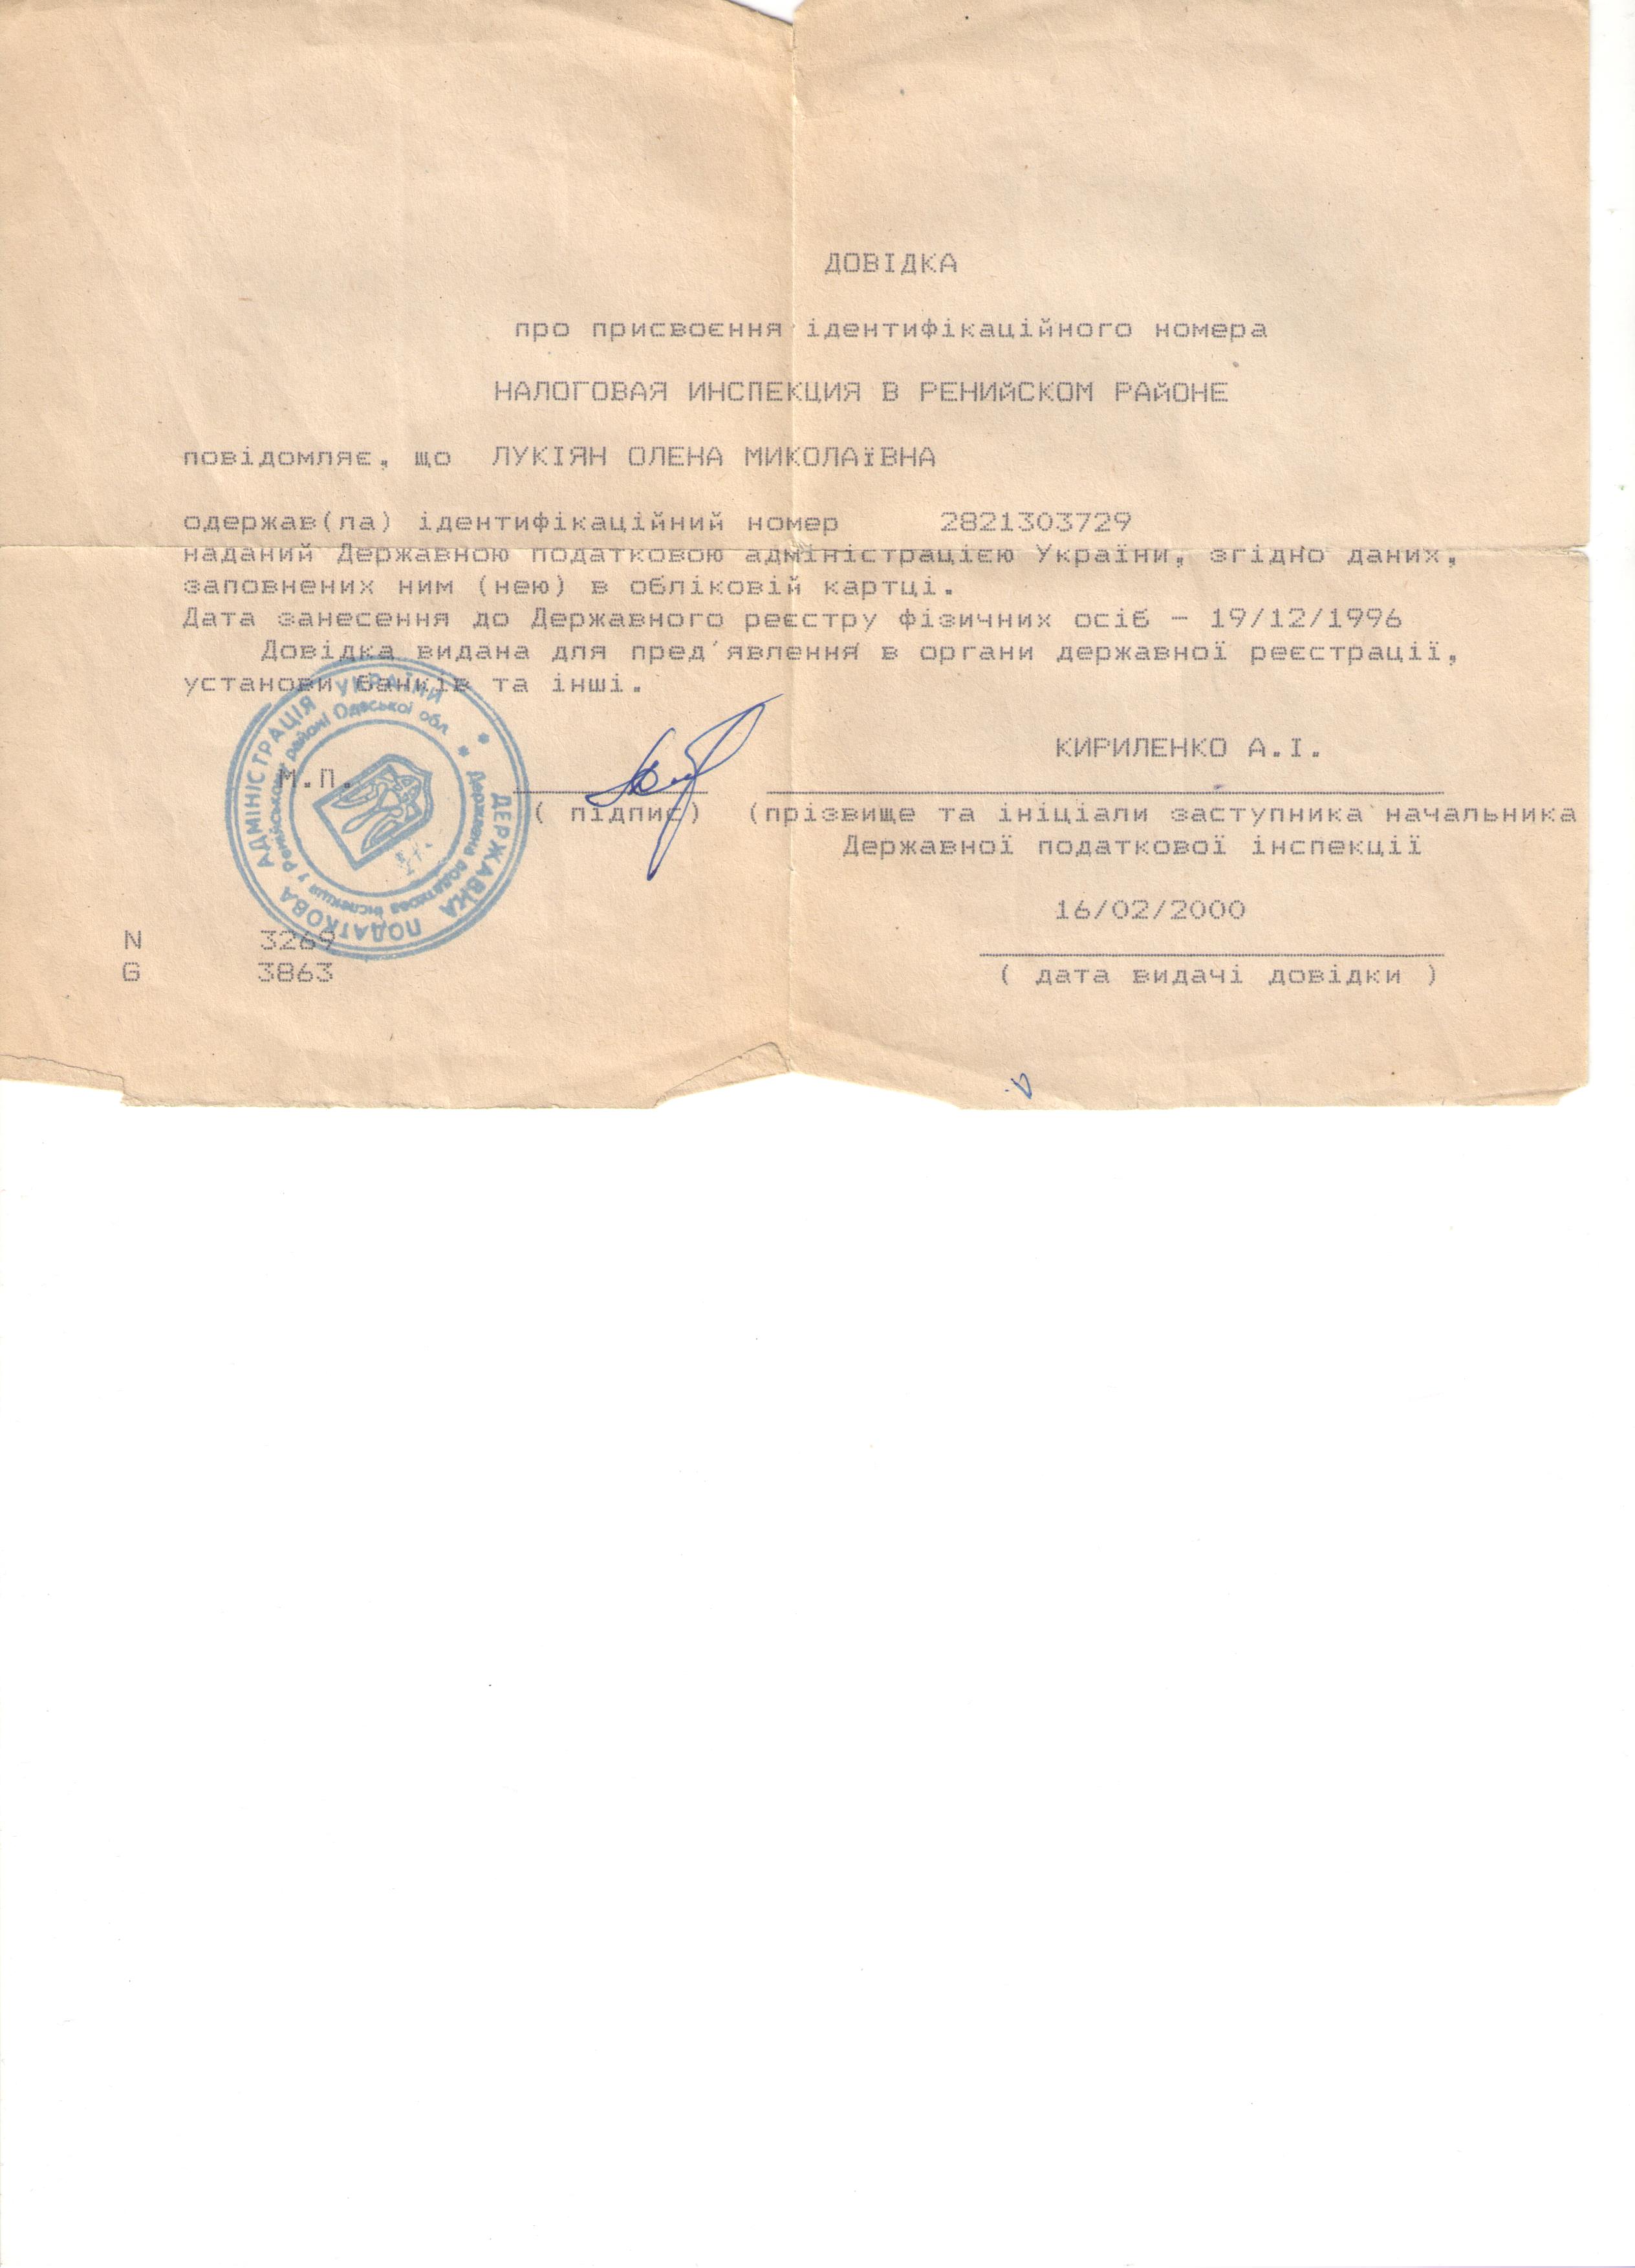 ДОВІДКА
про присвоєння ідентифікаційного номера
НАЛОГОВАЯ ИНСПЕКЦИЯ В РЕНИЙСКОМ РАЙОНЕ
повідомляє, що ЛУКІЯН ОЛЕНА МИКОЛАЇВНА
одержав(ла) ідентифікаційний номер 2821303729
наданий Державною податковою адміністрацією України, згідно даних,
заповнених ним (нею) в обліковій картці.
Дата занесення до Державного реєстру фізичних осіб - 19/12/1996
Довідка видана для пред'явлення в органи державної реєстрації,
установи банків та інші.
КИРИЛЕНКО А.І.
М.П.
( підпис) (прізвище та ініціали заступника начальника
Державної податкової інспекції
16/02/2000
N 3269
G 3863
( дата видачі довідки )
ДЕРЖАВНА ПОДАТКОВА АДМІНІСТРАЦІЯ УКРАЇНИ
Державна податкова інспекція у Ренійському районі Одеської обл